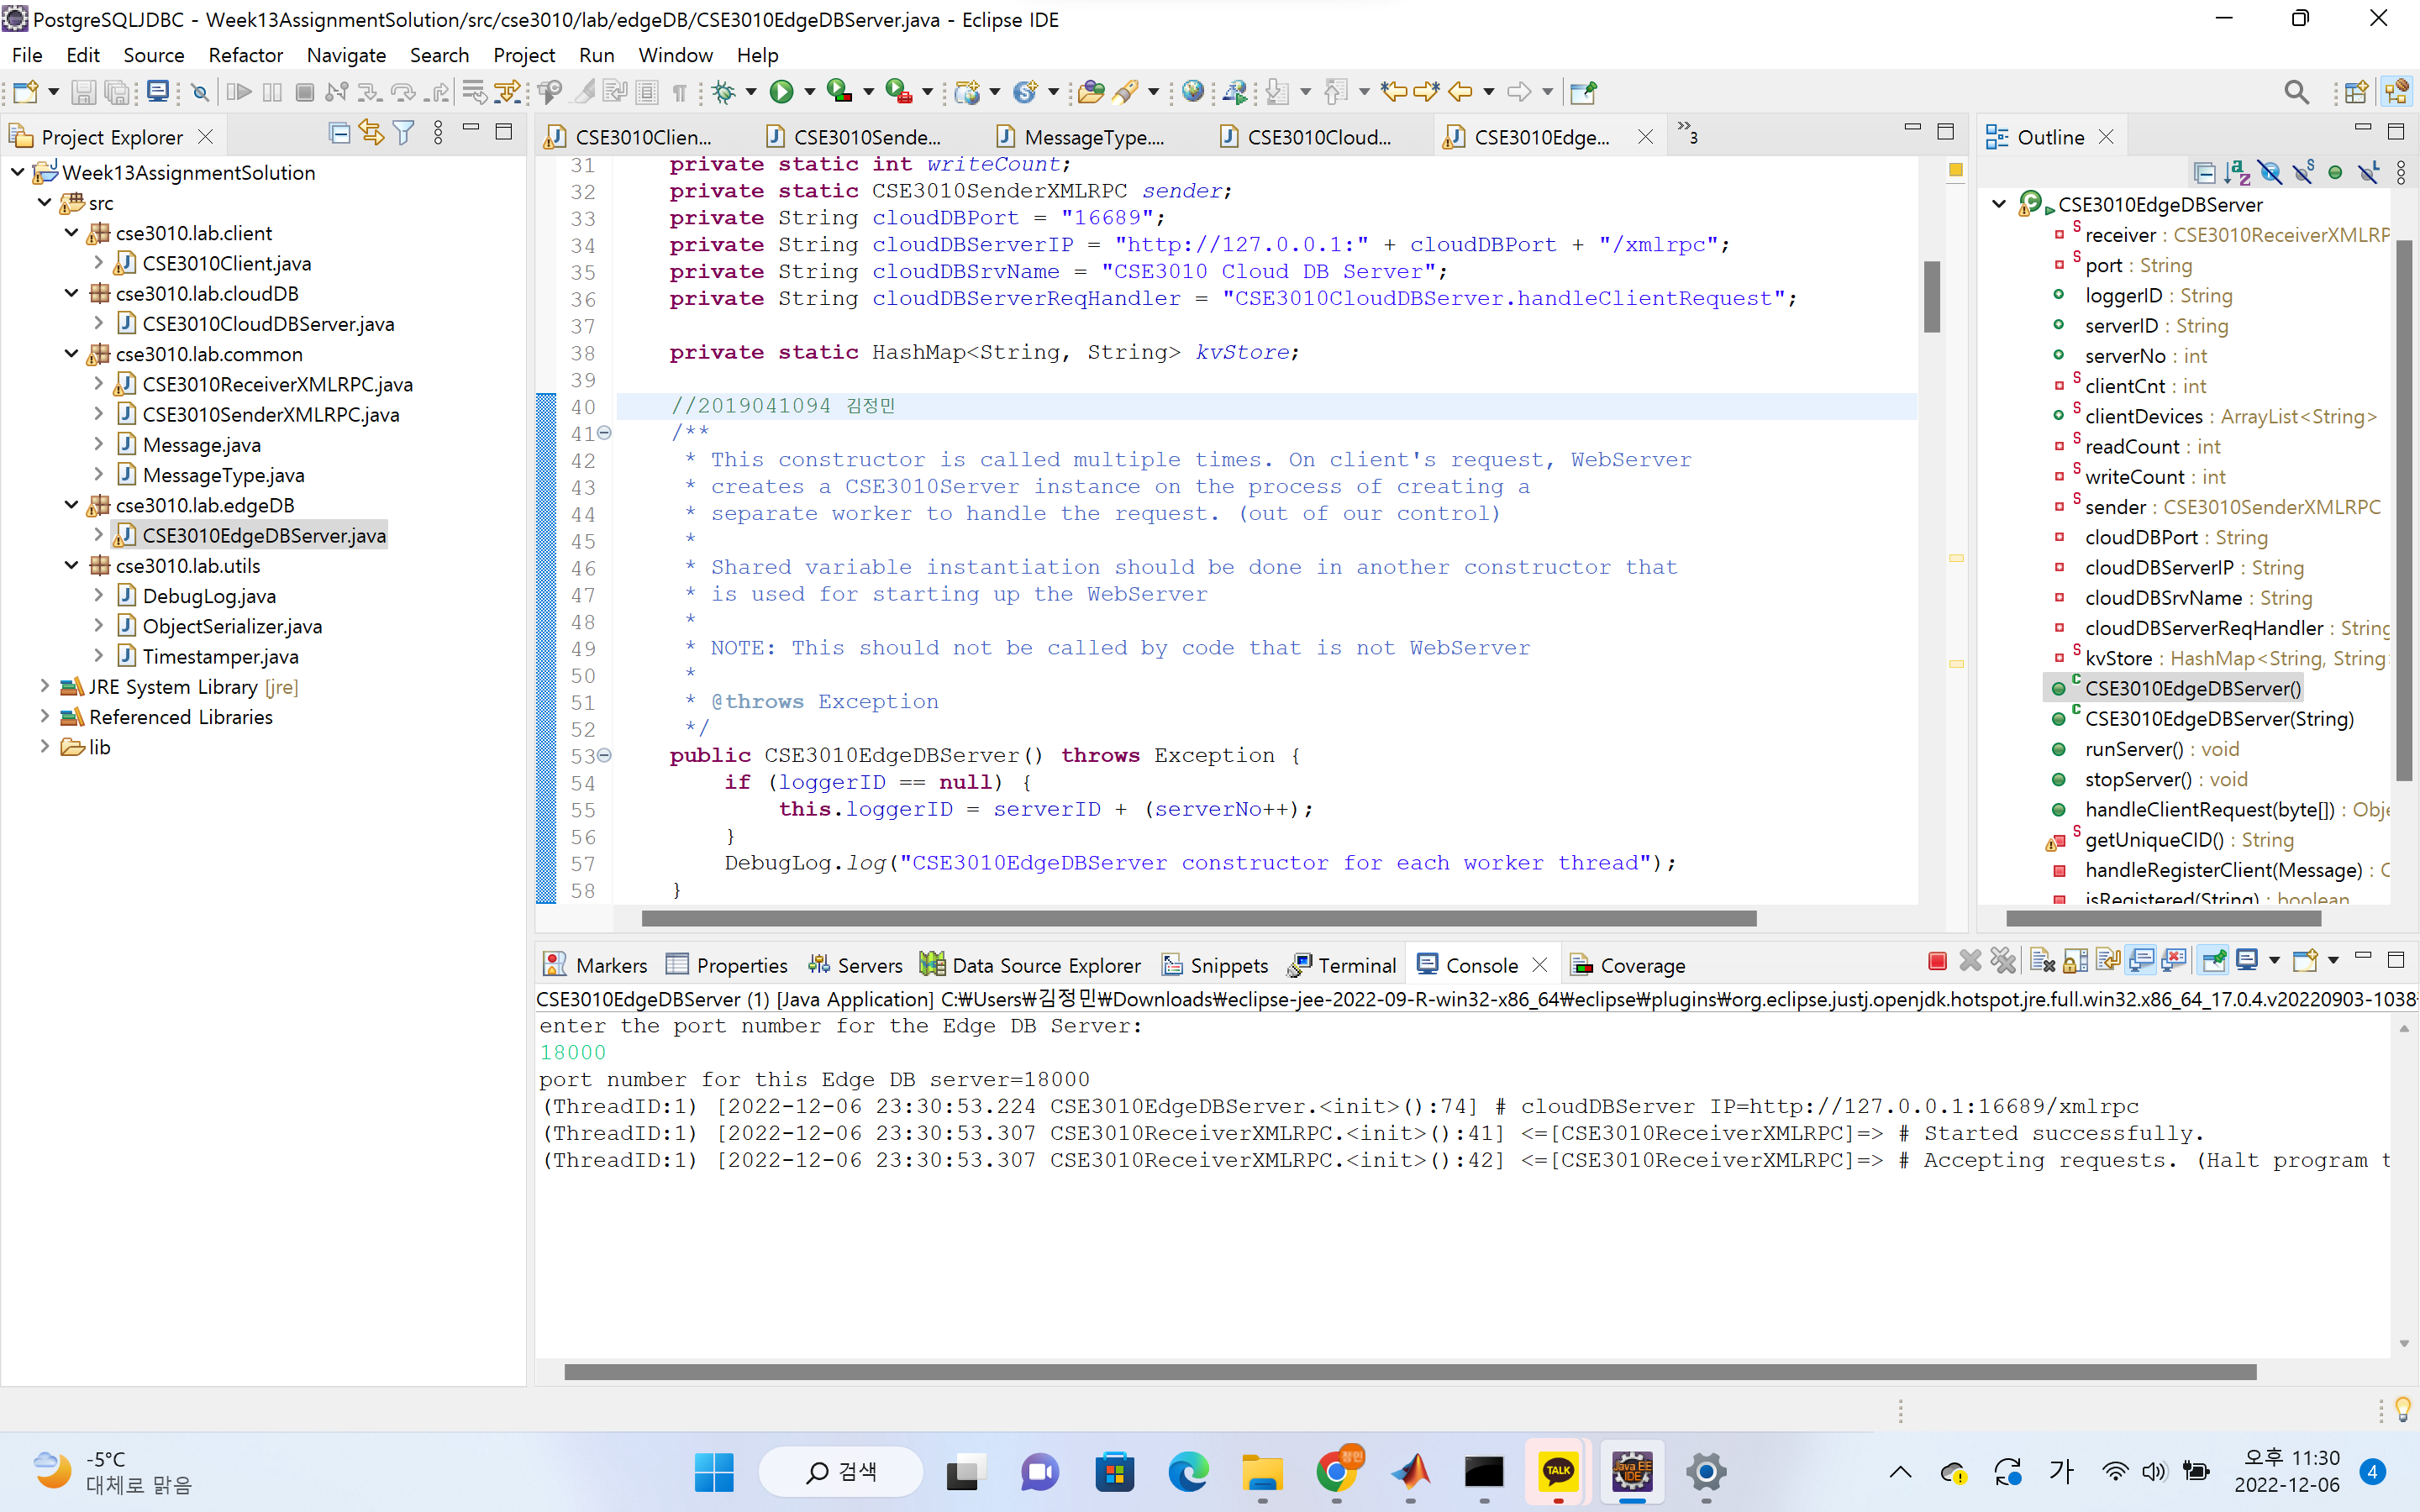 PostgreSQLJDBC - Week13AssignmentSolution/src/cse3010/lab/edgeDB/CSE3010EdgeDBServer.java - Eclipse IDE
File Edit Source Refactor Navigate Search Project Run Window Help
Project Explorer
Week13AssignmentSolution
src
cse3010.lab.client
CSE3010Client.java
cse3010.lab.cloudDB
CSE3010CloudDBServer.java
cse3010.lab.common
CSE3010ReceiverXMLRPC.java
CSE3010SenderXMLRPC.java
Message.java
MessageType.java
cse3010.lab.edgeDB
CSE3010EdgeDBServer.java
cse3010.lab.utils
DebugLog.java
ObjectSerializer.java
Timestamper.java
JRE System Library [jre]
Referenced Libraries
lib
CSE3010Clien... CSE3010Sende... MessageType.... CSE3010Cloud... CSE3010Edge... »3
31 private static int writeCount;
32 private static CSE3010SenderXMLRPC sender;
33 private String cloudDBPort = "16689";
34 private String cloudDBServerIP = "http://127.0.0.1:" + cloudDBPort + "/xmlrpc";
35 private String cloudDBSrvName = "CSE3010 Cloud DB Server";
36 private String cloudDBServerReqHandler = "CSE3010CloudDBServer.handleClientRequest";
37
38 private static HashMap<String, String> kvStore;
39
40 //2019041094 김정민
41 /**
42 * This constructor is called multiple times. On client's request, WebServer
43 * creates a CSE3010Server instance on the process of creating a
44 * separate worker to handle the request. (out of our control)
45 *
46 * Shared variable instantiation should be done in another constructor that
47 * is used for starting up the WebServer
48 *
49 * NOTE: This should not be called by code that is not WebServer
50 *
51 * @throws Exception
52 */
53 public CSE3010EdgeDBServer() throws Exception {
54 if (loggerID == null) {
55 this.loggerID = serverID + (serverNo++);
56 }
57 DebugLog.log("CSE3010EdgeDBServer constructor for each worker thread");
58 }
Outline
CSE3010EdgeDBServer
receiver : CSE3010ReceiverXMLRP
port : String
loggerID : String
serverID : String
serverNo : int
clientCnt : int
clientDevices : ArrayList<String>
readCount : int
writeCount : int
sender : CSE3010SenderXMLRPC
cloudDBPort : String
cloudDBServerIP : String
cloudDBSrvName : String
cloudDBServerReqHandler : String
kvStore : HashMap<String, String>
CSE3010EdgeDBServer()
CSE3010EdgeDBServer(String)
runServer() : void
stopServer() : void
handleClientRequest(byte[]) : Obje
getUniqueCID() : String
handleRegisterClient(Message) : O
isRegistered(String) : boolean
Markers Properties Servers Data Source Explorer Snippets Terminal Console Coverage
CSE3010EdgeDBServer (1) [Java Application] C:₩Users₩김정민₩Downloads₩eclipse-jee-2022-09-R-win32-x86_64₩eclipse₩plugins₩org.eclipse.justj.openjdk.hotspot.jre.full.win32.x86_64_17.0.4.v20220903-1038
enter the port number for the Edge DB Server:
18000
port number for this Edge DB server=18000
(ThreadID:1) [2022-12-06 23:30:53.224 CSE3010EdgeDBServer.<init>():74] # cloudDBServer IP=http://127.0.0.1:16689/xmlrpc
(ThreadID:1) [2022-12-06 23:30:53.307 CSE3010ReceiverXMLRPC.<init>():41] <=[CSE3010ReceiverXMLRPC]=> # Started successfully.
(ThreadID:1) [2022-12-06 23:30:53.307 CSE3010ReceiverXMLRPC.<init>():42] <=[CSE3010ReceiverXMLRPC]=> # Accepting requests. (Halt program t
-5°C
대체로 맑음
검색
정민
TALK
Java EE IDE
가
오후 11:30
2022-12-06
4